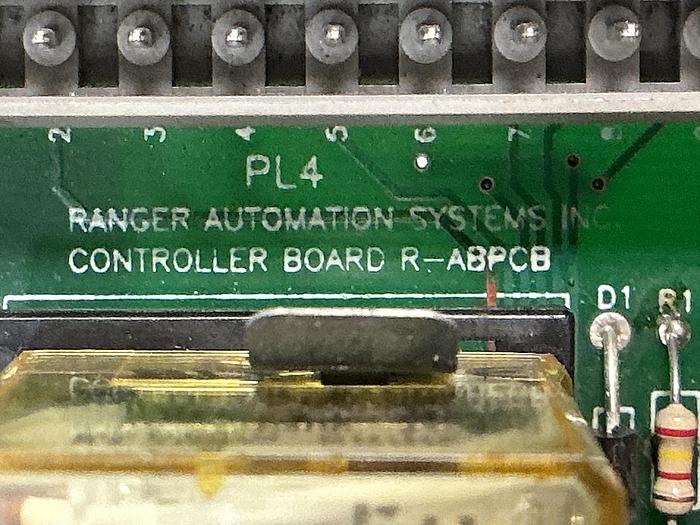 2 3 4 5 6 7
PL4
RANGER AUTOMATION SYSTEMS INC.
CONTROLLER BOARD R-ABPCB
D1 R1